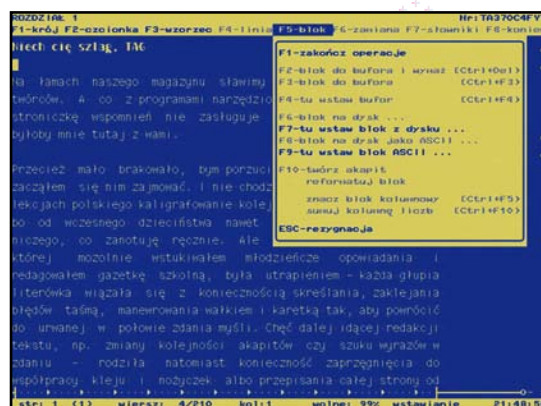 ROZDZIAŁ 1 Nr:TA370C4FY
F1-krój F2-czcionka F3-wzorzec F4-linia F5-blok F6-zamiana F7-słowniki F8-koniec
Niech cię szlag, TAG
F1-zakończ operację
F2-blok do bufora i wymaż [Ctrl+Del]
F3-blok do bufora [Ctrl+F3]
F4-tu wstaw bufor [Ctrl+F4]
F6-blok na dysk ...
F7-tu wstaw blok z dysku ...
F8-blok na dysk jako ASCII ...
F9-tu wstaw blok ASCII ...
F10-twórz akapit
reformatuj blok
znacz blok kolumnowy [Ctrl+F5]
sumuj kolumnę liczb [Ctrl+F10]
ESC-rezygnacja
Na łamach naszego magazynu sławimy
twórców. A co z programami narzędzio
stroniczkę wspomnień nie zasługuje
byłoby mnie tutaj z wami.
Przecież mało brakowało, bym porzuci
zacząłem się nim zajmować. I nie chodz
lekcjach polskiego kaligrafowanie kolej
bo od wczesnego dzieciństwa nawet
niczego, co zanotuję ręcznie. Ale
której mozolnie wstukiwałem młodzieńcze opowiadania i
redagowałem gazetkę szkolną, była utrapieniem - każda głupia
literówka wiązała się z koniecznością skreślania, zaklejania
błędów taśmą, manewrowania wałkiem i karetką tak, aby powrócić
do urwanej w połowie zdania myśli. Chęć dalej idącej redakcji
tekstu, np. zmiany kolejności akapitów czy szuku wyrazów w
zdaniu - rodziła natomiast konieczność zaprzęgnięcia do
współpracy kleju i nożyczek albo przepisania całej strony od
str: 1 (1) wiersz: 4/210 kol:1 wolne: 99% wstawianie 21:48:5